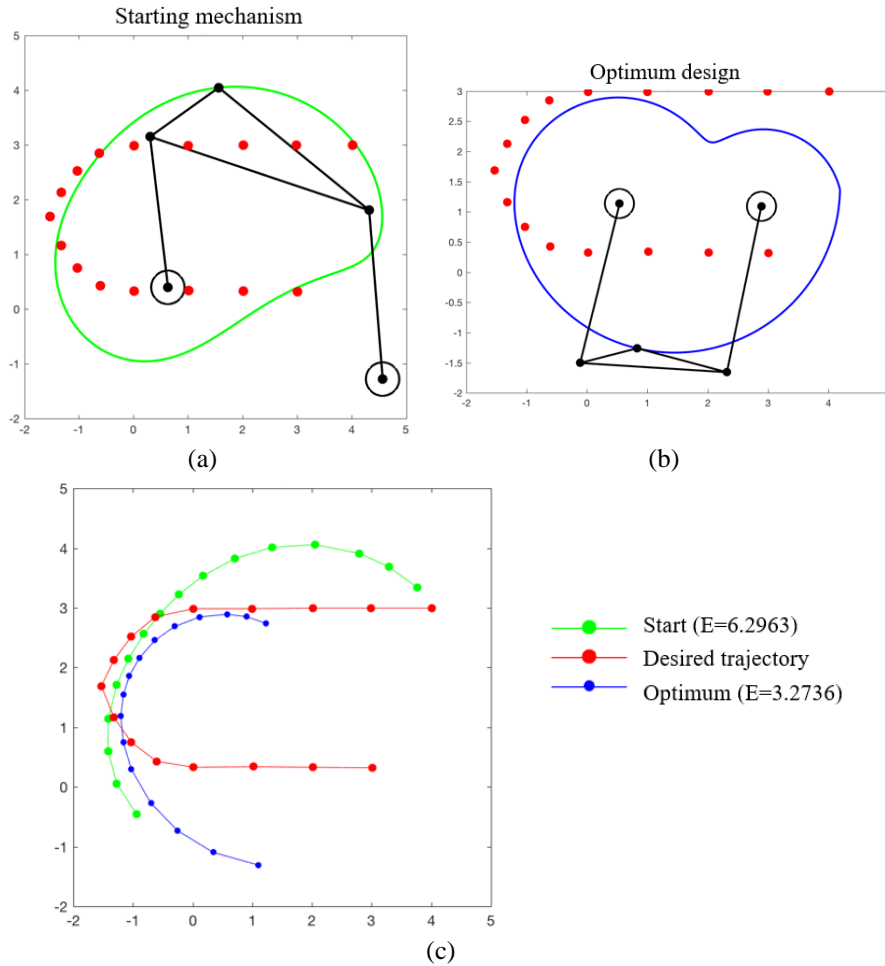 Starting mechanism
5
4
3
2
1
0
-1
-2
-2 -1 0 1 2 3 4 5
(a)
Optimum design
3
2.5
2
1.5
1
0.5
0
-0.5
-1
-1.5
-2
-2 -1 0 1 2 3 4
(b)
5
4
3
2
1
0
-1
-2
-2 -1 0 1 2 3 4 5
Start (E=6.2963)
Desired trajectory
Optimum (E=3.2736)
(c)